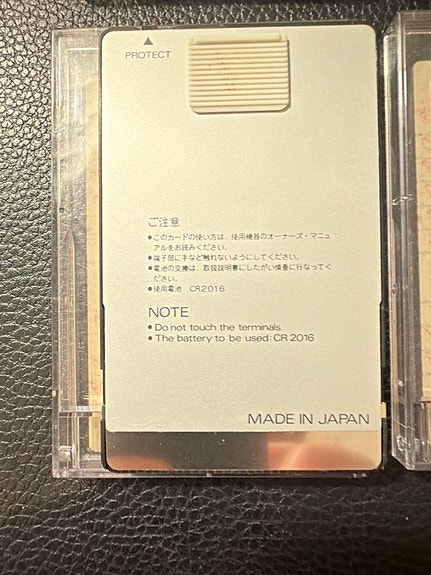 ▲
PROTECT
ご注意
●このカードの使い方は、使用機器のオーナーズ・マニュ
アルをお読みください。
●端子部に手など触れないようにしてください。
●電池の交換は、取扱説明書にしたがい慎重に行なってく
ださい。
●使用電池：CR2016
NOTE
●Do not touch the terminals.
●The battery to be used:CR2016
MADE IN JAPAN